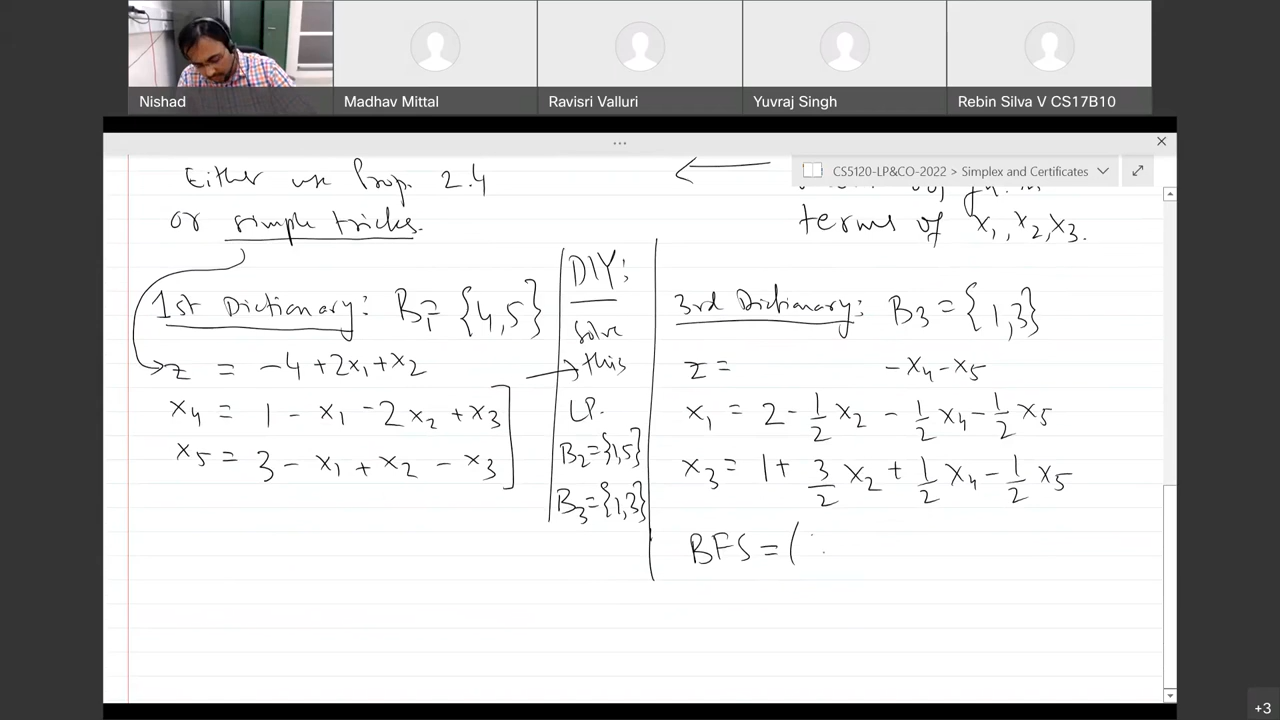 Nishad
Madhav Mittal
Ravisri Valluri
Yuvraj Singh
Rebin Silva V CS17B10
...
CS5120-LP&CO-2022 > Simplex and Certificates
Either use Prop. 2.4
or simple tricks.
terms of x₁, x₂, x₃.
1st Dictionary: B₁ = {4,5}
z = -4 + 2x₁ + x₂
x₄ = 1 - x₁ - 2x₂ + x₃
x₅ = 3 - x₁ + x₂ - x₃
DIY:
solve
this
LP.
B₂ = {1,5}
B₃ = {1,3}
3rd Dictionary: B₃ = {1,3}
z = - x₄ - x₅
x₁ = 2 - 1/2 x₂ - 1/2 x₄ - 1/2 x₅
x₃ = 1 + 3/2 x₂ + 1/2 x₄ - 1/2 x₅
BFS = (
+3